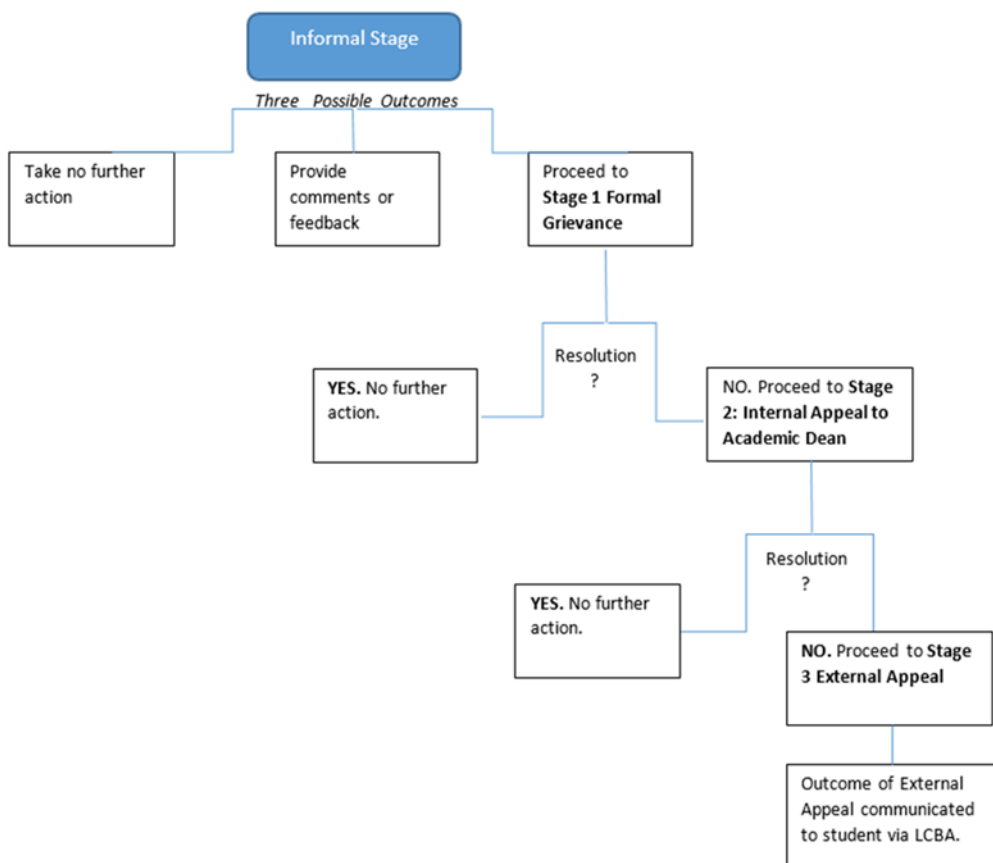 Informal Stage
Three Possible Outcomes
Take no further
action
Provide
comments or
feedback
Proceed to
Stage 1 Formal
Grievance
Resolution
?
YES. No further
action.
NO. Proceed to Stage
2: Internal Appeal to
Academic Dean
Resolution
?
YES. No further
action.
NO. Proceed to Stage
3 External Appeal
Outcome of External
Appeal communicated
to student via LCBA.